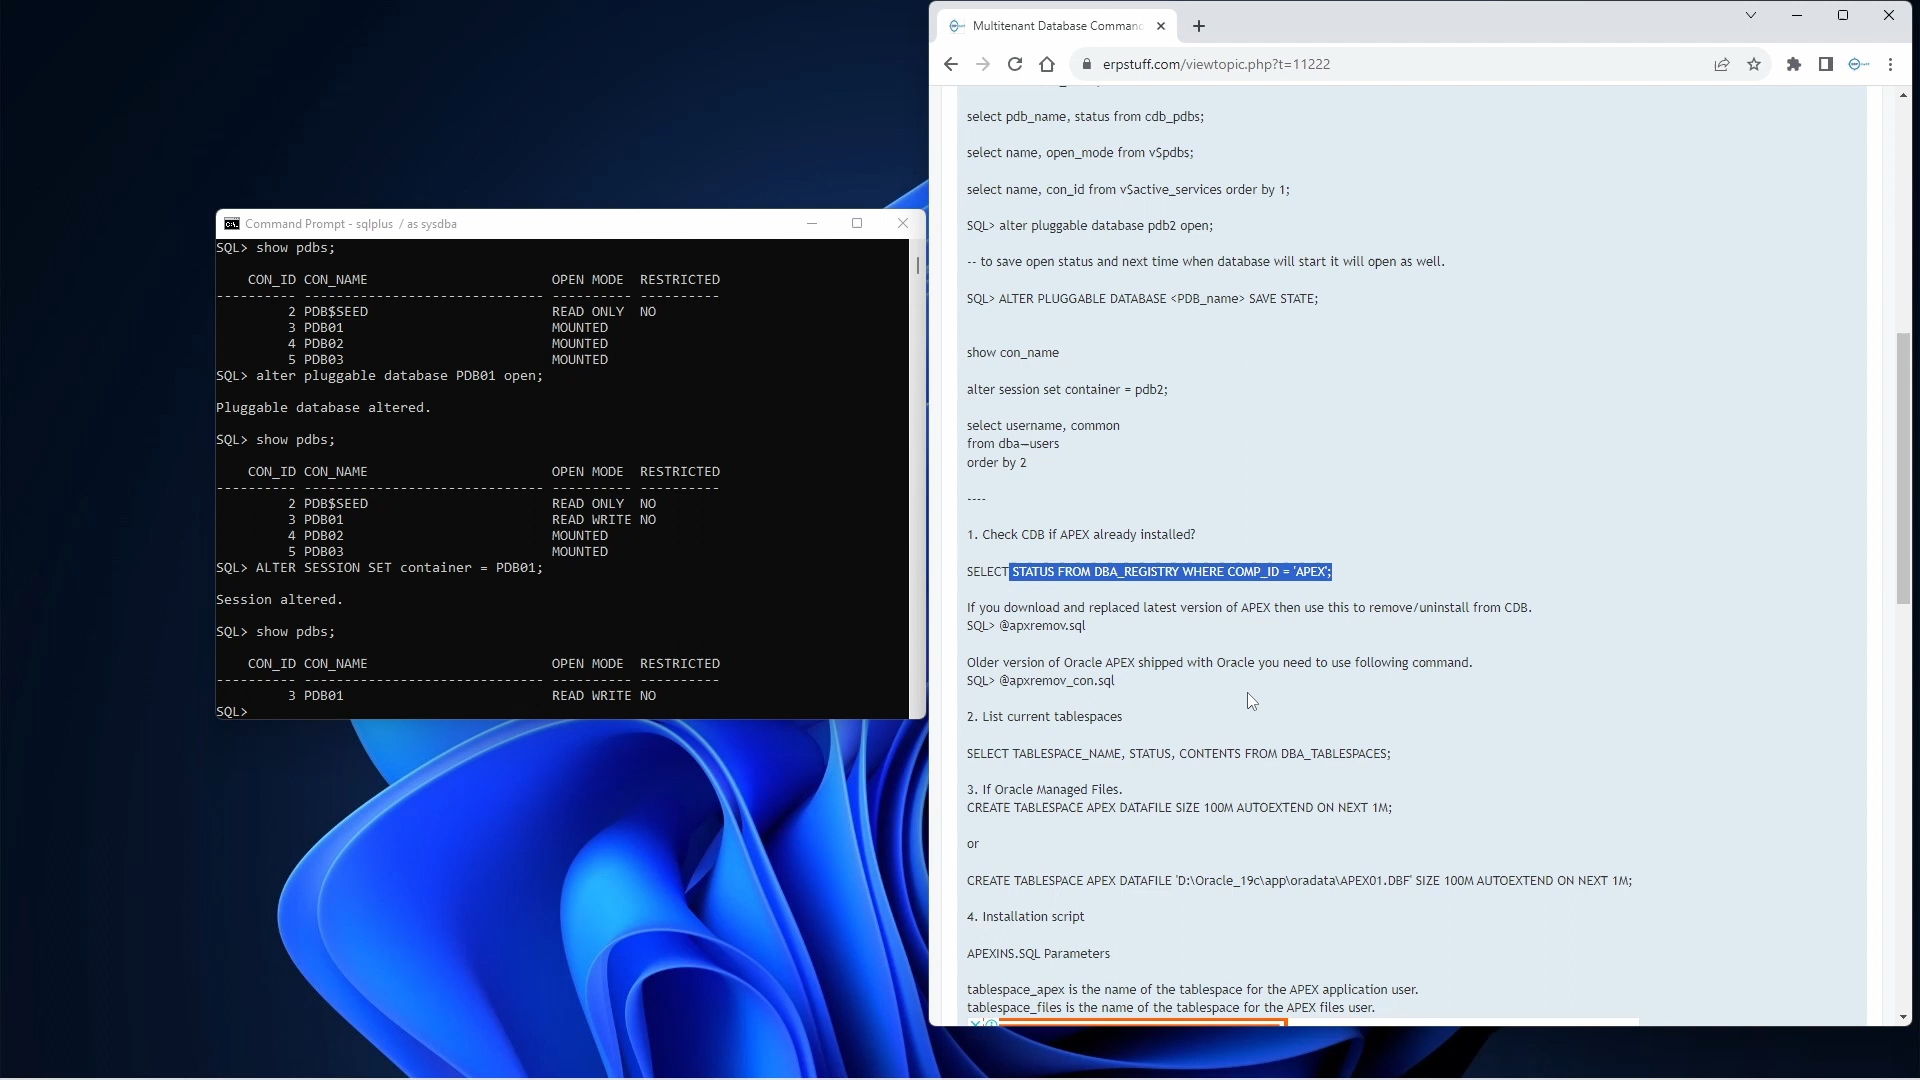 Command Prompt - sqlplus / as sysdba
SQL> show pdbs;
CON_ID CON_NAME OPEN MODE RESTRICTED
---------- ------------------------------ ---------- ----------
2 PDB$SEED READ ONLY NO
3 PDB01 MOUNTED
4 PDB02 MOUNTED
5 PDB03 MOUNTED
SQL> alter pluggable database PDB01 open;
Pluggable database altered.
SQL> show pdbs;
CON_ID CON_NAME OPEN MODE RESTRICTED
---------- ------------------------------ ---------- ----------
2 PDB$SEED READ ONLY NO
3 PDB01 READ WRITE NO
4 PDB02 MOUNTED
5 PDB03 MOUNTED
SQL> ALTER SESSION SET container = PDB01;
Session altered.
SQL> show pdbs;
CON_ID CON_NAME OPEN MODE RESTRICTED
---------- ------------------------------ ---------- ----------
3 PDB01 READ WRITE NO
SQL>
Multitenant Database Comman
erpstuff.com/viewtopic.php?t=11222
select pdb_name, status from cdb_pdbs;
select name, open_mode from v$pdbs;
select name, con_id from v$active_services order by 1;
SQL> alter pluggable database pdb2 open;
-- to save open status and next time when database will start it will open as well.
SQL> ALTER PLUGGABLE DATABASE <PDB_name> SAVE STATE;
show con_name
alter session set container = pdb2;
select username, common
from dba—users
order by 2
----
1. Check CDB if APEX already installed?
SELECT STATUS FROM DBA_REGISTRY WHERE COMP_ID = 'APEX';
If you download and replaced latest version of APEX then use this to remove/uninstall from CDB.
SQL> @apxremov.sql
Older version of Oracle APEX shipped with Oracle you need to use following command.
SQL> @apxremov_con.sql
2. List current tablespaces
SELECT TABLESPACE_NAME, STATUS, CONTENTS FROM DBA_TABLESPACES;
3. If Oracle Managed Files.
CREATE TABLESPACE APEX DATAFILE SIZE 100M AUTOEXTEND ON NEXT 1M;
or
CREATE TABLESPACE APEX DATAFILE 'D:\Oracle_19c\app\oradata\APEX01.DBF' SIZE 100M AUTOEXTEND ON NEXT 1M;
4. Installation script
APEXINS.SQL Parameters
tablespace_apex is the name of the tablespace for the APEX application user.
tablespace_files is the name of the tablespace for the APEX files user.